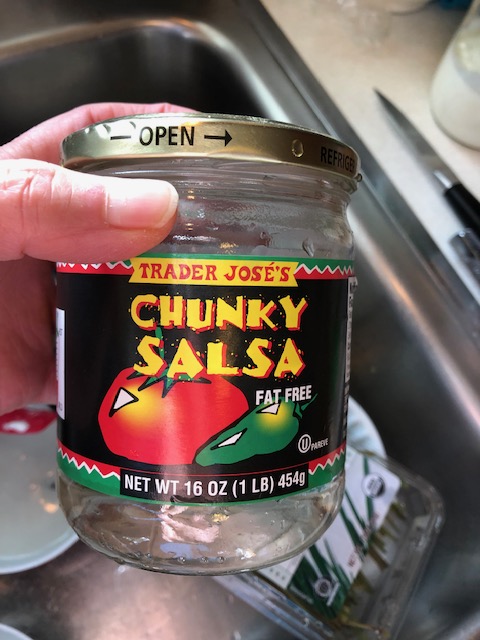 — OPEN →
REFRIGE
TRADER JOSÉ'S
CHUNKY
SALSA
FAT FREE
U PAREVE
NET WT 16 OZ (1 LB) 454g